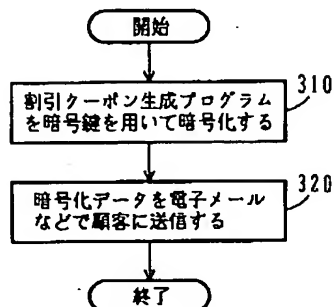 開始
310
割引クーポン生成プログラム
を暗号鍵を用いて暗号化する
320
暗号化データを電子メール
などで顧客に送信する
終了